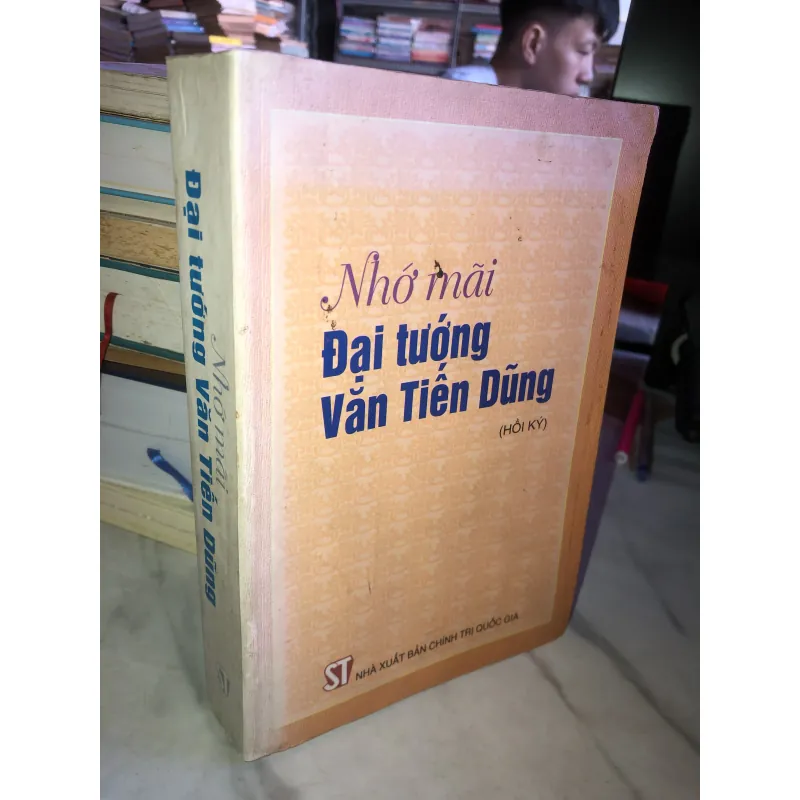 Nhớ mãi
Đại tướng Văn Tiến Dũng
Nhớ mãi
Đại tướng
Văn Tiến Dũng
(HỒI KÝ)
ST NHÀ XUẤT BẢN CHÍNH TRỊ QUỐC GIA